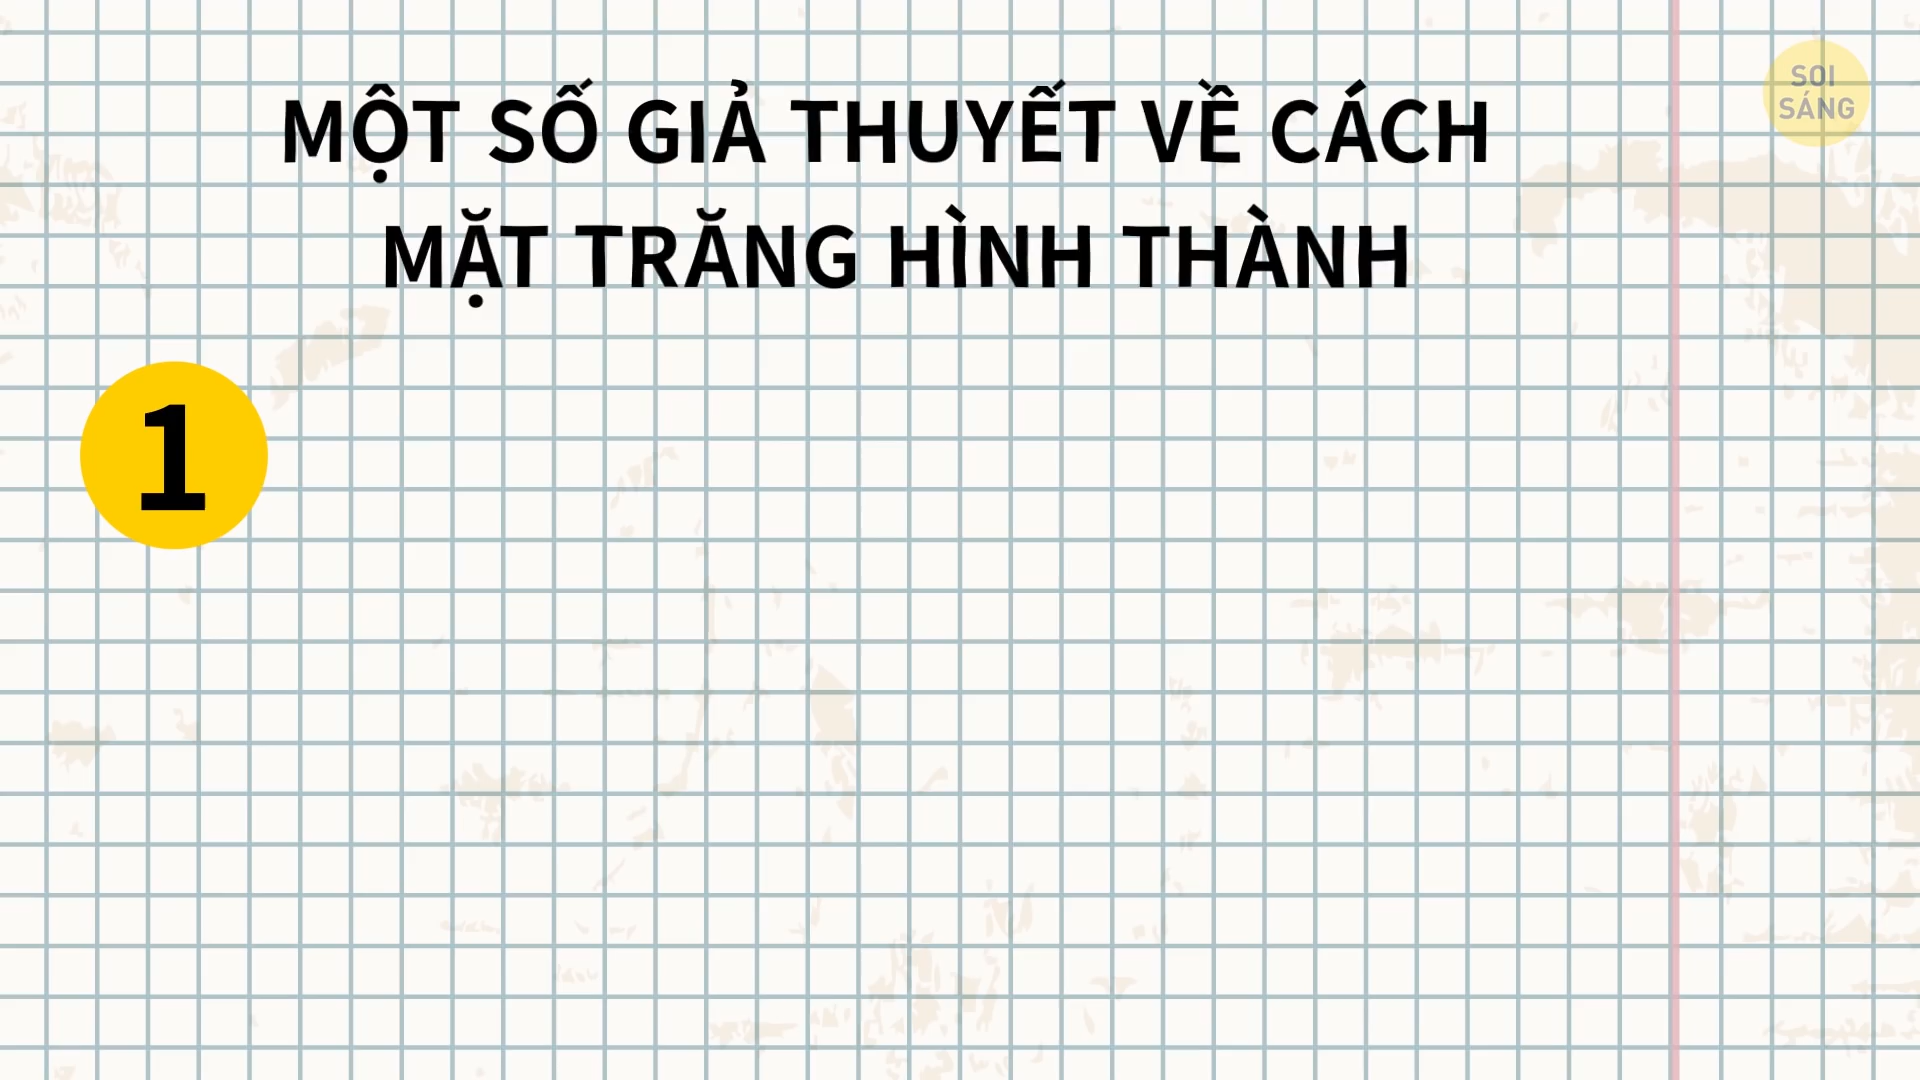 MỘT SỐ GIẢ THUYẾT VỀ CÁCH
MẶT TRĂNG HÌNH THÀNH
SOI
SÁNG
1